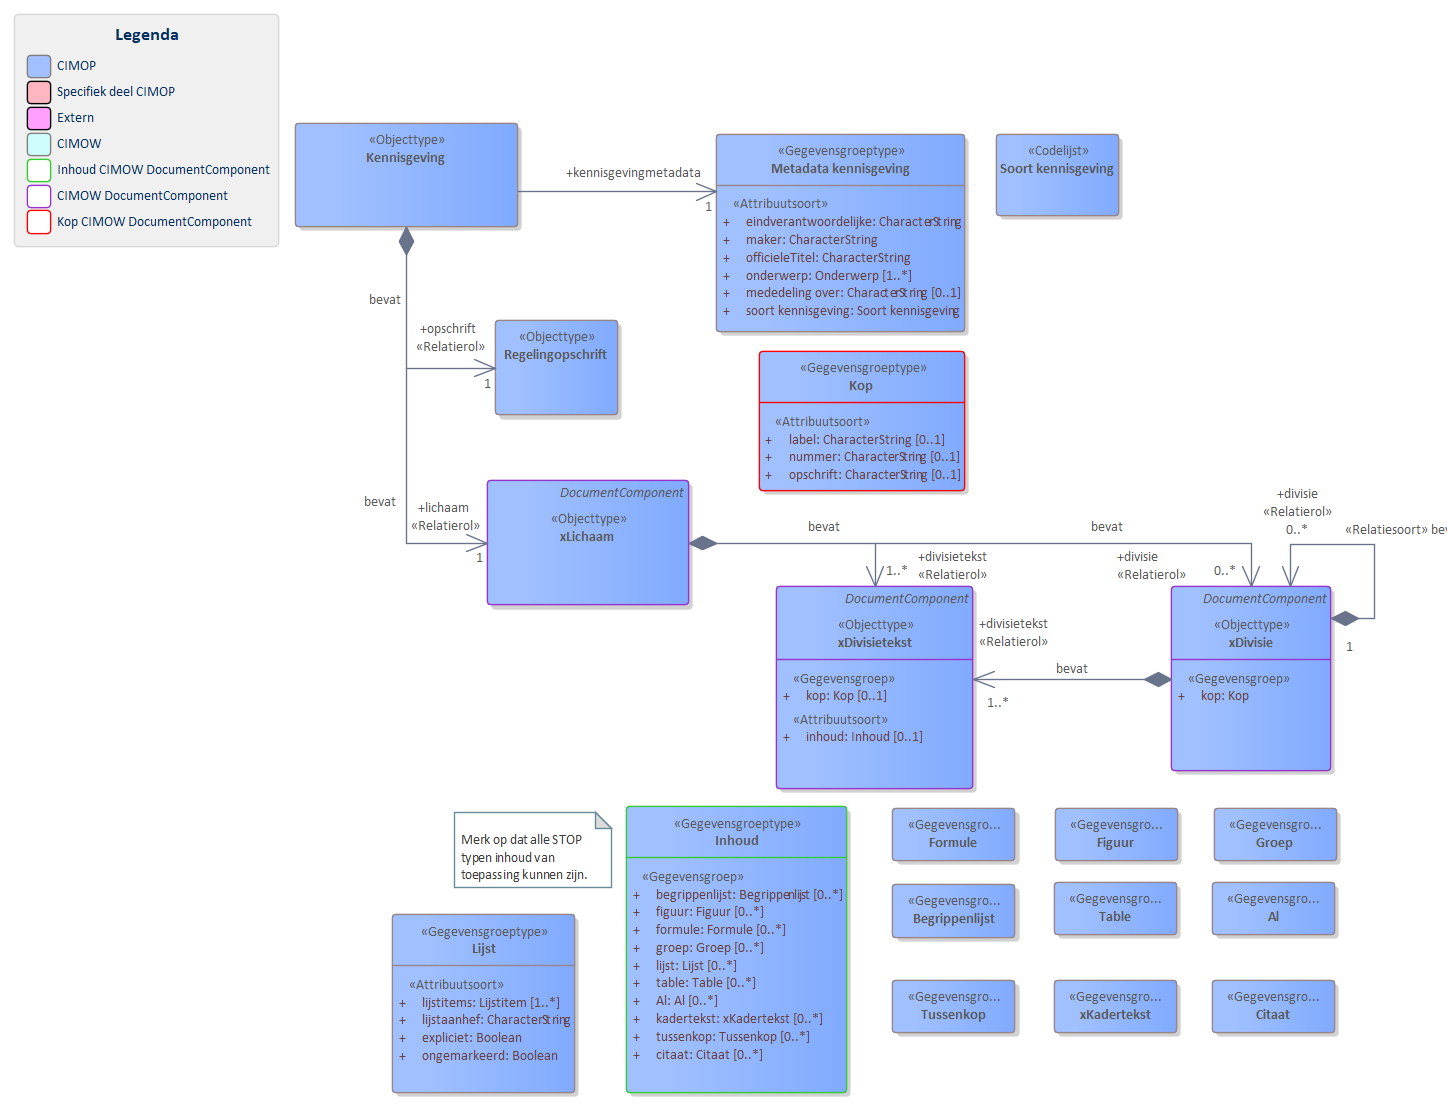 Legenda
CIMOP
Specifiek deel CIMOP
Extern
CIMOW
Inhoud CIMOW DocumentComponent
CIMOW DocumentComponent
Kop CIMOW DocumentComponent
«Objecttype»
Kennisgeving
+kennisgevingmetadata
1
«Gegevensgroeptype»
Metadata kennisgeving
«Attribuutsoort»
+ eindverantwoordelijke: CharacterString
+ maker: CharacterString
+ officieleTitel: CharacterString
+ onderwerp: Onderwerp [1..*]
+ mededeling over: CharacterString [0..1]
+ soort kennisgeving: Soort kennisgeving
«Codelijst»
Soort kennisgeving
bevat
+opschrift
«Relatierol»
1
«Objecttype»
Regelingopschrift
«Gegevensgroeptype»
Kop
«Attribuutsoort»
+ label: CharacterString [0..1]
+ nummer: CharacterString [0..1]
+ opschrift: CharacterString [0..1]
bevat
+lichaam
«Relatierol»
1
DocumentComponent
«Objecttype»
xLichaam
bevat
bevat
+divisietekst
«Relatierol»
1..*
+divisie
«Relatierol»
0..*
+divisie
«Relatierol»
0..*
«Relatiesoort» bev
1
DocumentComponent
«Objecttype»
xDivisietekst
«Gegevensgroep»
+ kop: Kop [0..1]
«Attribuutsoort»
+ inhoud: Inhoud [0..1]
+divisietekst
«Relatierol»
bevat
1..*
DocumentComponent
«Objecttype»
xDivisie
«Gegevensgroep»
+ kop: Kop
Merk op dat alle STOP
typen inhoud van
toepassing kunnen zijn.
«Gegevensgroeptype»
Lijst
«Attribuutsoort»
+ lijstitems: Lijstitem [1..*]
+ lijstaanhef: CharacterString
+ expliciet: Boolean
+ ongemarkeerd: Boolean
«Gegevensgroeptype»
Inhoud
«Gegevensgroep»
+ begrippenlijst: Begrippenlijst [0..*]
+ figuur: Figuur [0..*]
+ formule: Formule [0..*]
+ groep: Groep [0..*]
+ lijst: Lijst [0..*]
+ table: Table [0..*]
+ Al: Al [0..*]
+ kadertekst: xKadertekst [0..*]
+ tussenkop: Tussenkop [0..*]
+ citaat: Citaat [0..*]
«Gegevensgro...
Formule
«Gegevensgro...
Figuur
«Gegevensgro...
Groep
«Gegevensgro...
Begrippenlijst
«Gegevensgro...
Table
«Gegevensgro...
Al
«Gegevensgro...
Tussenkop
«Gegevensgro...
xKadertekst
«Gegevensgro...
Citaat